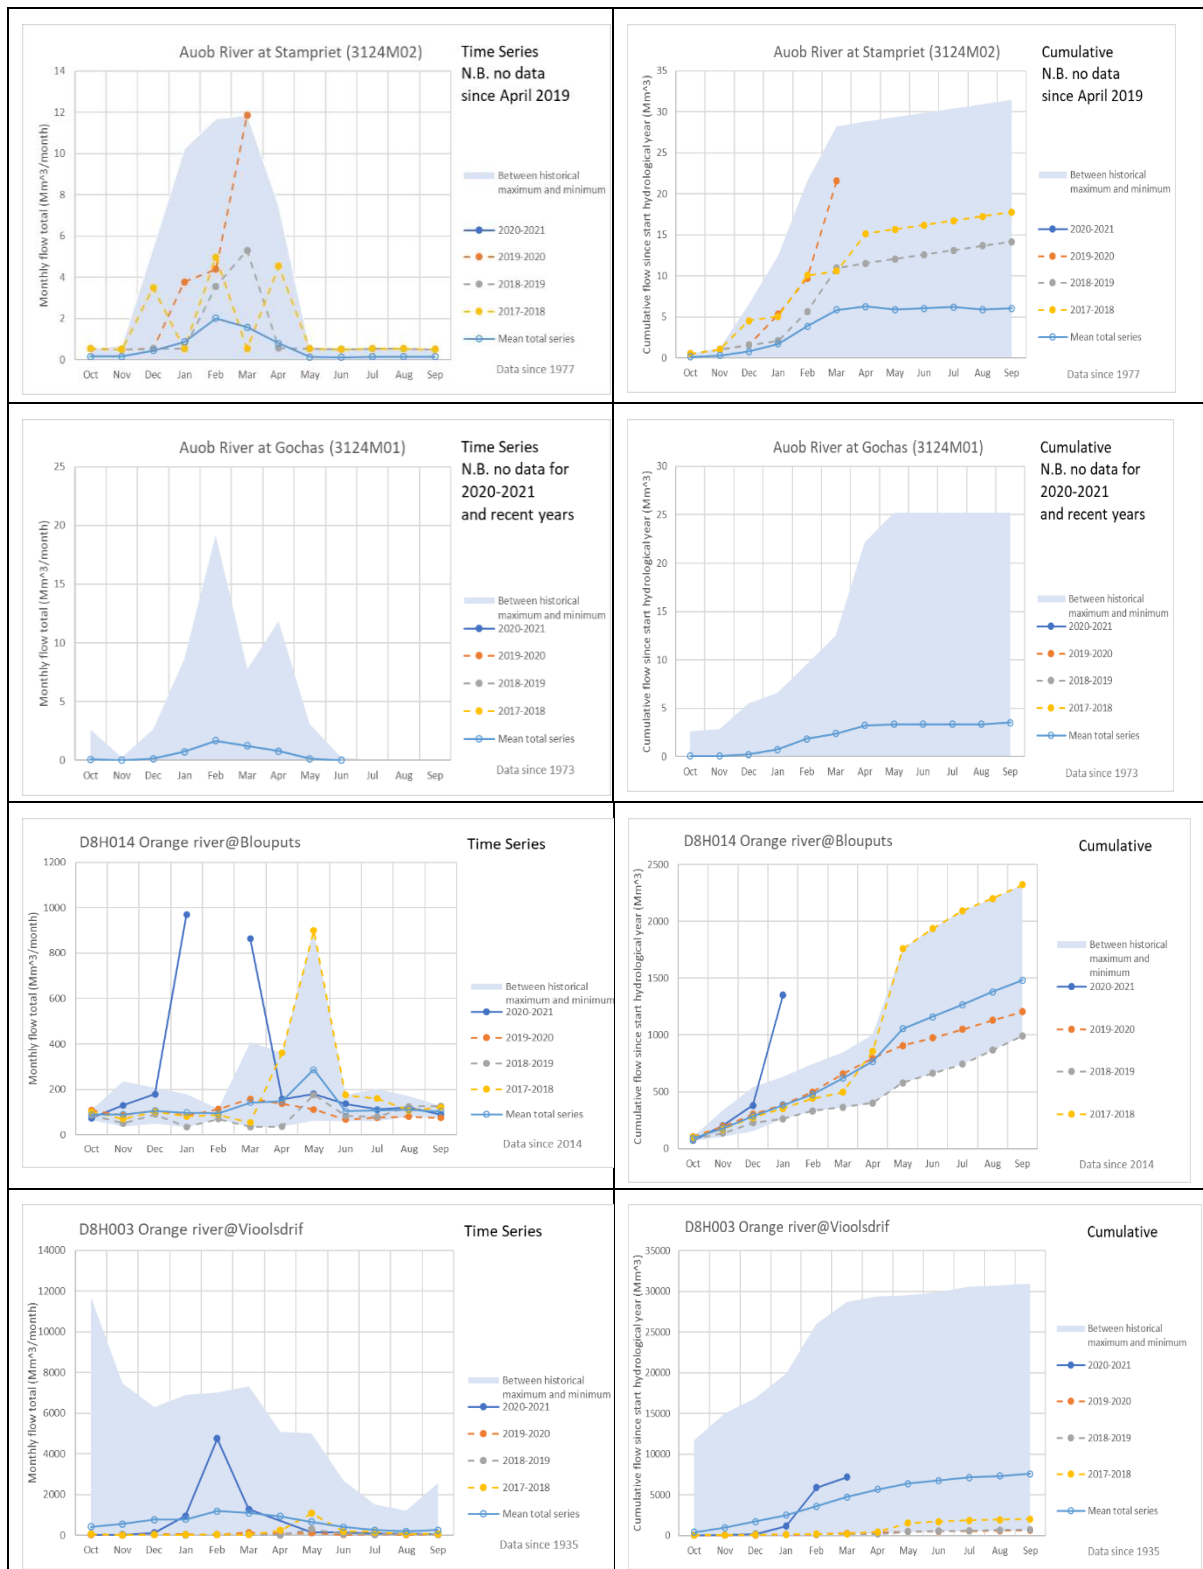 Auob River at Stampriet (3124M02)
Time Series
N.B. no data
since April 2019
Monthly flow total (Mm^3/month)
14
12
10
8
6
4
2
0
Oct Nov Dec Jan Feb Mar Apr May Jun Jul Aug Sep
Between historical
maximum and minimum
2020-2021
2019-2020
2018-2019
2017-2018
Mean total series
Data since 1977
Auob River at Stampriet (3124M02)
Cumulative
N.B. no data
since April 2019
Cumulative flow since start hydrological year (Mm^3)
35
30
25
20
15
10
5
0
Oct Nov Dec Jan Feb Mar Apr May Jun Jul Aug Sep
Between historical
maximum and minimum
2020-2021
2019-2020
2018-2019
2017-2018
Mean total series
Data since 1977
Auob River at Gochas (3124M01)
Time Series
N.B. no data for
2020-2021
and recent years
Monthly flow total (Mm^3/month)
25
20
15
10
5
0
Oct Nov Dec Jan Feb Mar Apr May Jun Jul Aug Sep
Between historical
maximum and minimum
2020-2021
2019-2020
2018-2019
2017-2018
Mean total series
Data since 1973
Auob River at Gochas (3124M01)
Cumulative
N.B. no data for
2020-2021
and recent years
Cumulative flow since start hydrological year (Mm^3)
30
25
20
15
10
5
0
Oct Nov Dec Jan Feb Mar Apr May Jun Jul Aug Sep
Between historical
maximum and minimum
2020-2021
2019-2020
2018-2019
2017-2018
Mean total series
Data since 1973
D8H014 Orange river@Blouputs
Time Series
Monthly flow total (Mm^3/month)
1200
1000
800
600
400
200
0
Oct Nov Dec Jan Feb Mar Apr May Jun Jul Aug Sep
Between historical
maximum and minimum
2020-2021
2019-2020
2018-2019
2017-2018
Mean total series
Data since 2014
D8H014 Orange river@Blouputs
Cumulative
Cumulative flow since start hydrological year (Mm^3)
2500
2000
1500
1000
500
0
Oct Nov Dec Jan Feb Mar Apr May Jun Jul Aug Sep
Between historical
maximum and
minimum
2020-2021
2019-2020
2018-2019
2017-2018
Data since 2014
D8H003 Orange river@Vioolsdrif
Time Series
Monthly flow total (Mm^3/month)
14000
12000
10000
8000
6000
4000
2000
0
Oct Nov Dec Jan Feb Mar Apr May Jun Jul Aug Sep
Between historical
maximum and minimum
2020-2021
2019-2020
2018-2019
2017-2018
Mean total series
Data since 1935
D8H003 Orange river@Vioolsdrif
Cumulative
Cumulative flow since start hydrological year (Mm^3)
35000
30000
25000
20000
15000
10000
5000
0
Oct Nov Dec Jan Feb Mar Apr May Jun Jul Aug Sep
Between historical
maximum and minimum
2020-2021
2019-2020
2018-2019
2017-2018
Mean total series
Data since 1935